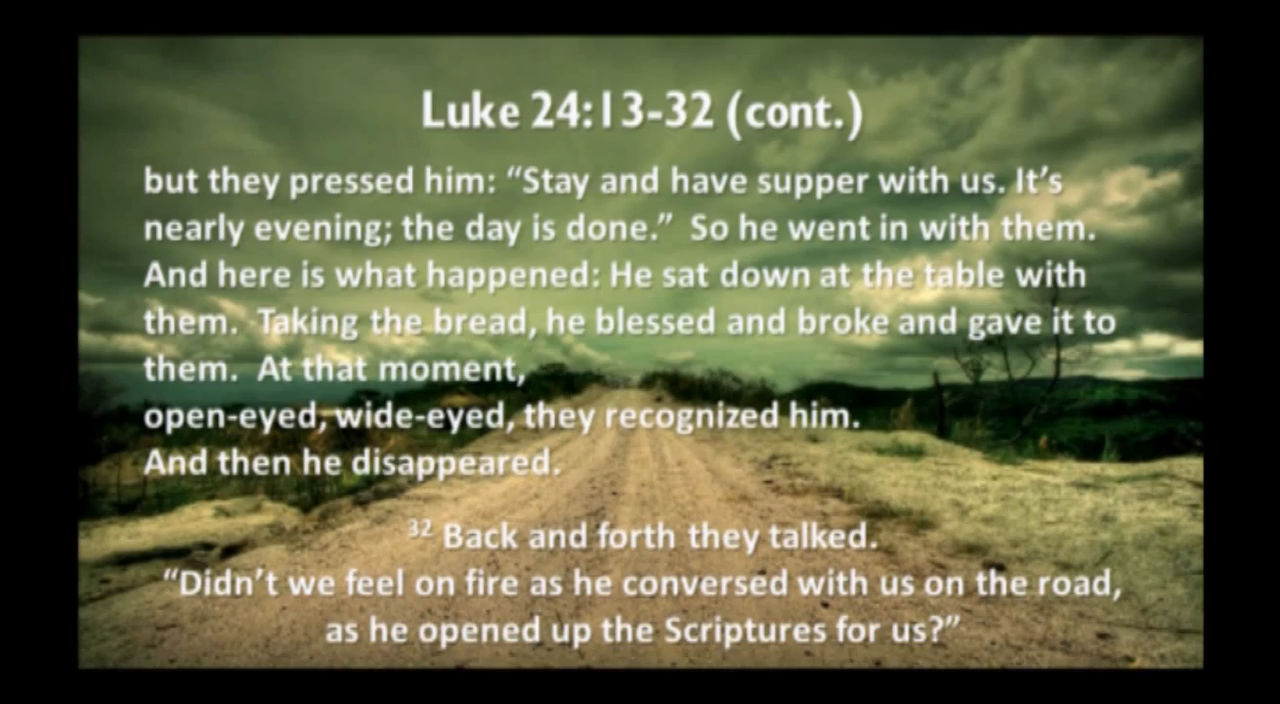 Luke 24:13-32 (cont.)
but they pressed him: “Stay and have supper with us. It’s
nearly evening; the day is done.”  So he went in with them.
And here is what happened: He sat down at the table with
them.  Taking the bread, he blessed and broke and gave it to
them.  At that moment,
open-eyed, wide-eyed, they recognized him.
And then he disappeared.
32 Back and forth they talked.
“Didn’t we feel on fire as he conversed with us on the road,
as he opened up the Scriptures for us?”